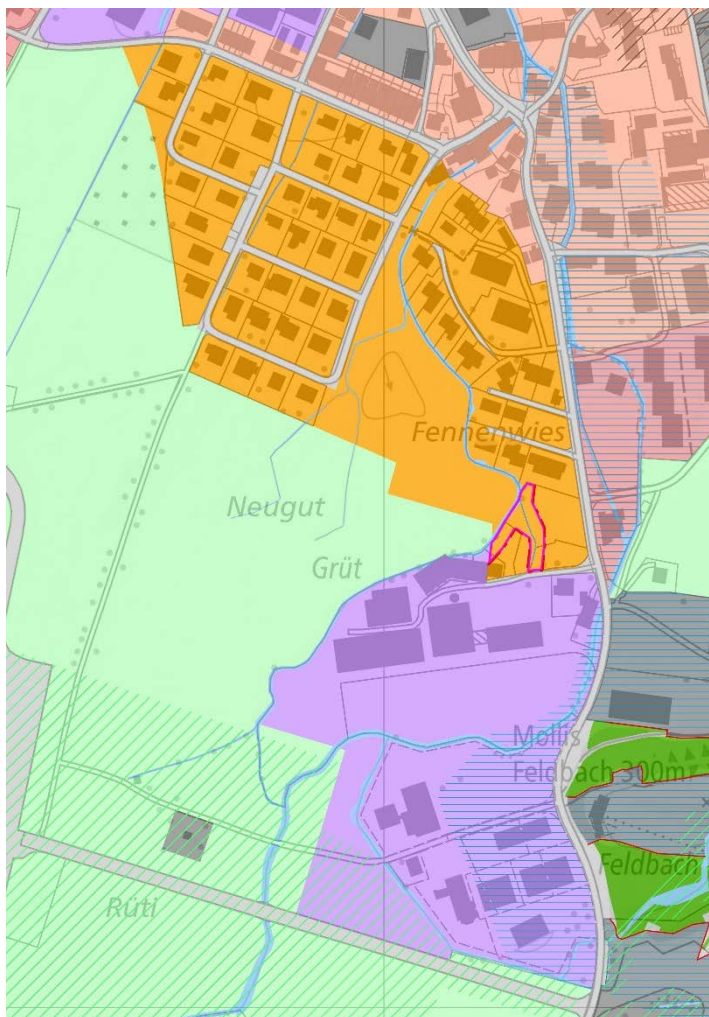 Fennenwies
Neugut
Grüt
Mollis
Feldbach 300m
Feldbach
Rüti